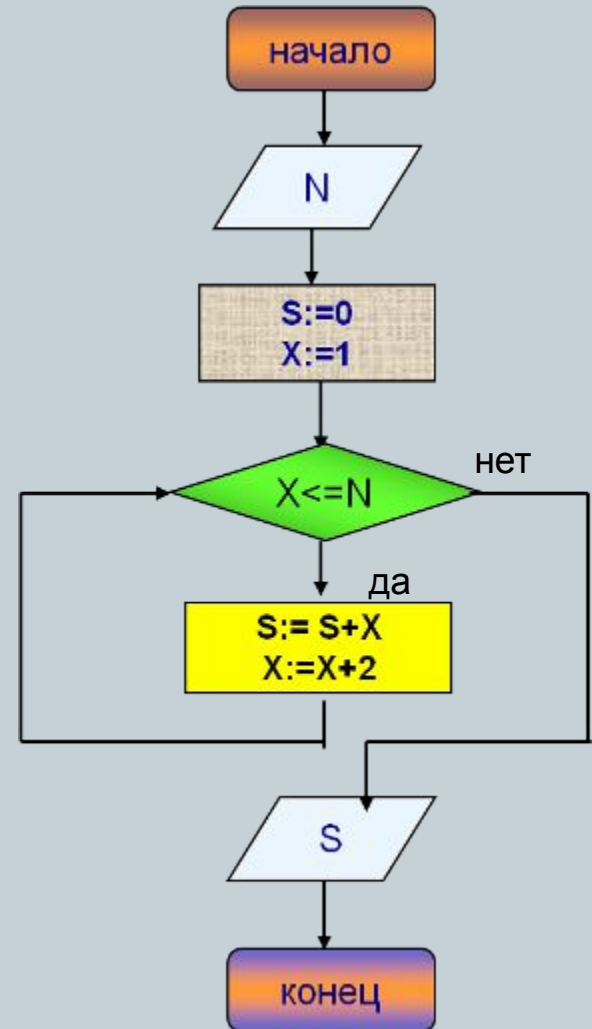 начало
N
S:=0
X:=1
X<=N
нет
да
S:= S+X
X:=X+2
S
конец